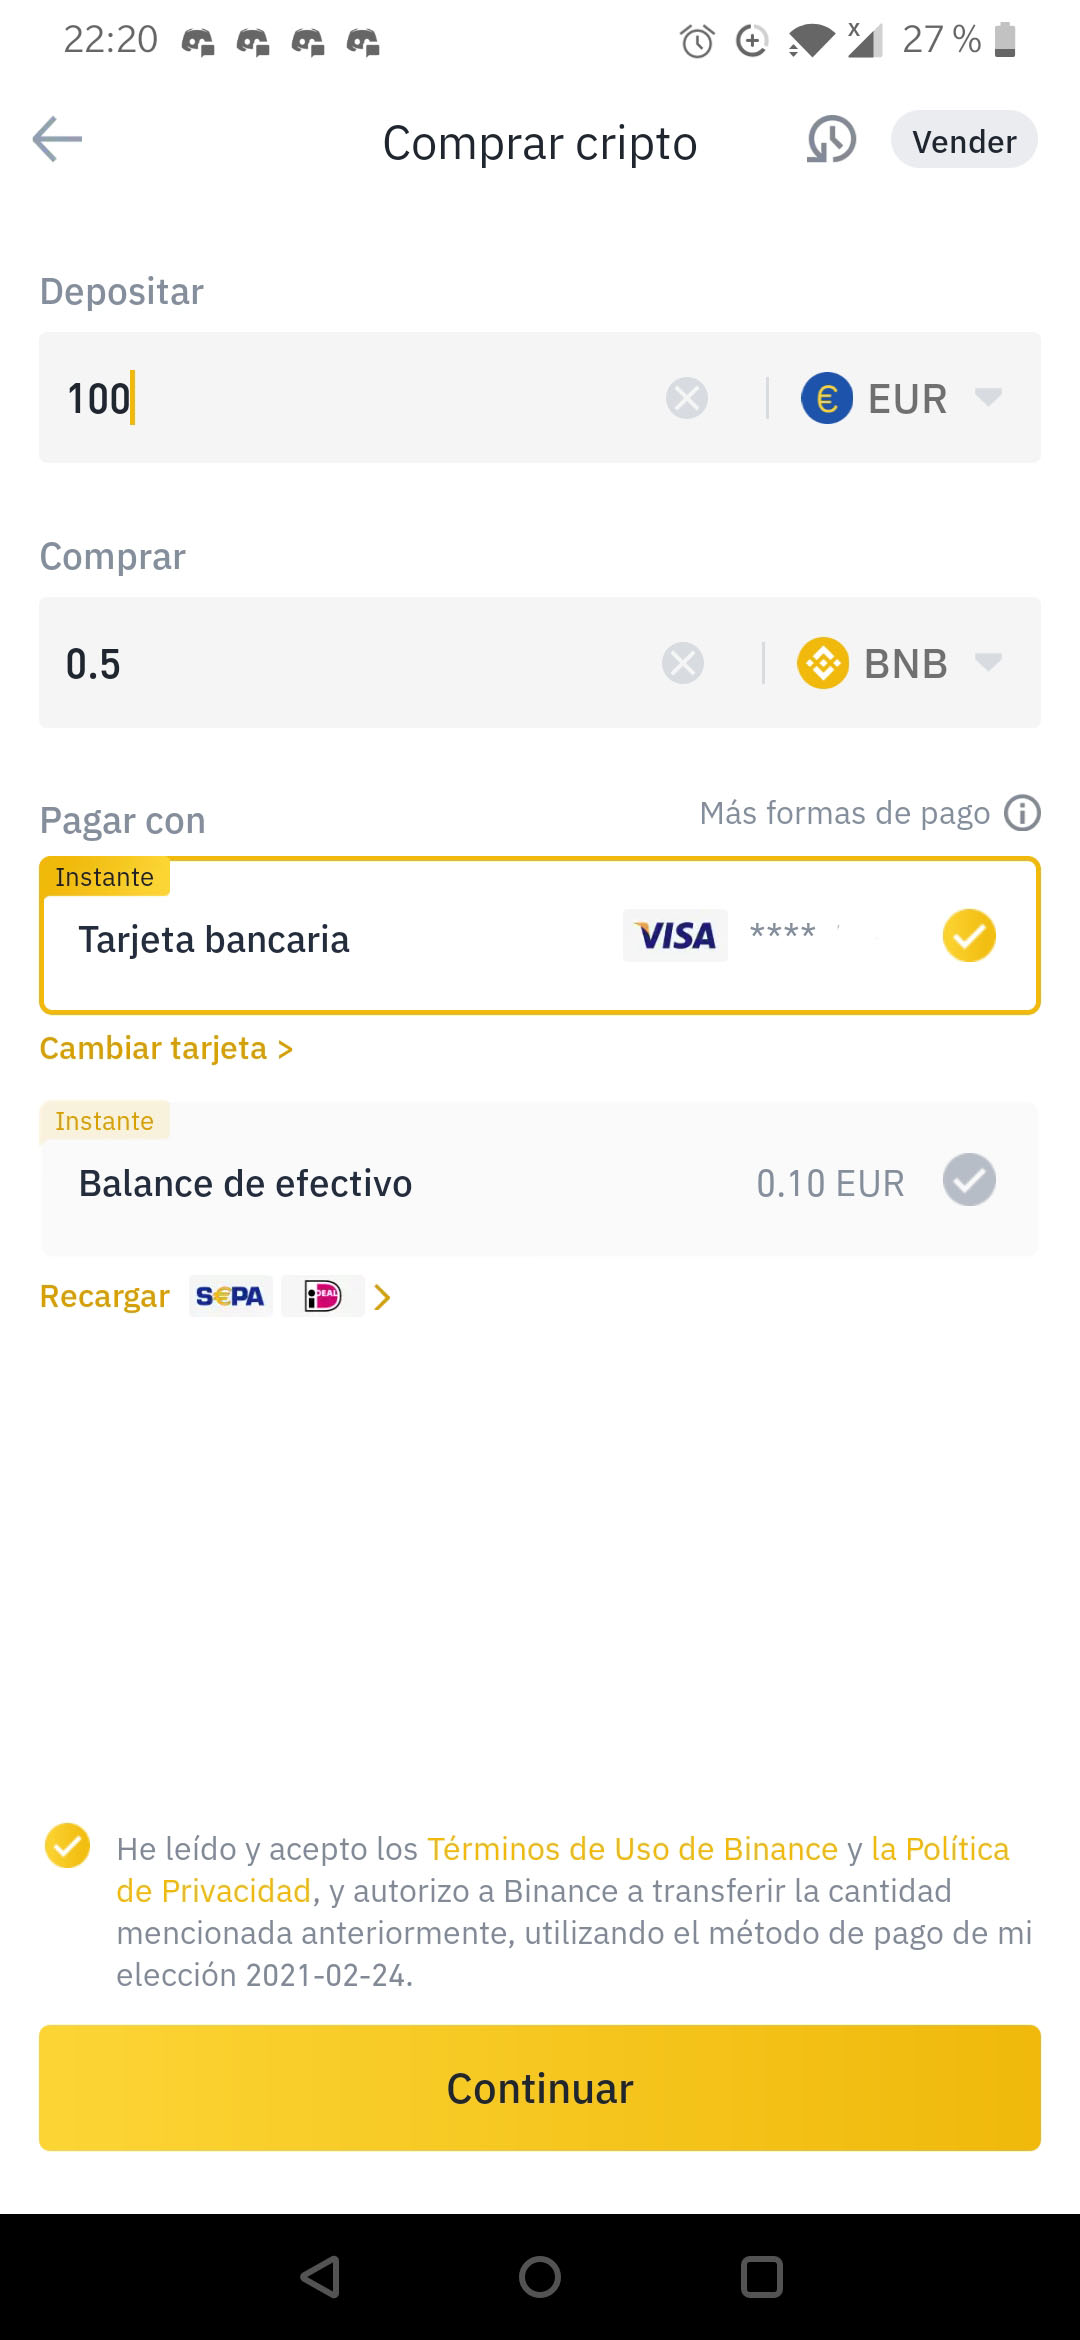 22:20 27 %
Comprar cripto
Vender
Depositar
100 € EUR
Comprar
0.5 BNB
Pagar con
Más formas de pago
Instante
Tarjeta bancaria VISA ****
Cambiar tarjeta >
Instante
Balance de efectivo 0.10 EUR
Recargar S€PA iDEAL >
He leído y acepto los Términos de Uso de Binance y la Política
de Privacidad, y autorizo a Binance a transferir la cantidad
mencionada anteriormente, utilizando el método de pago de mi
elección 2021-02-24.
Continuar